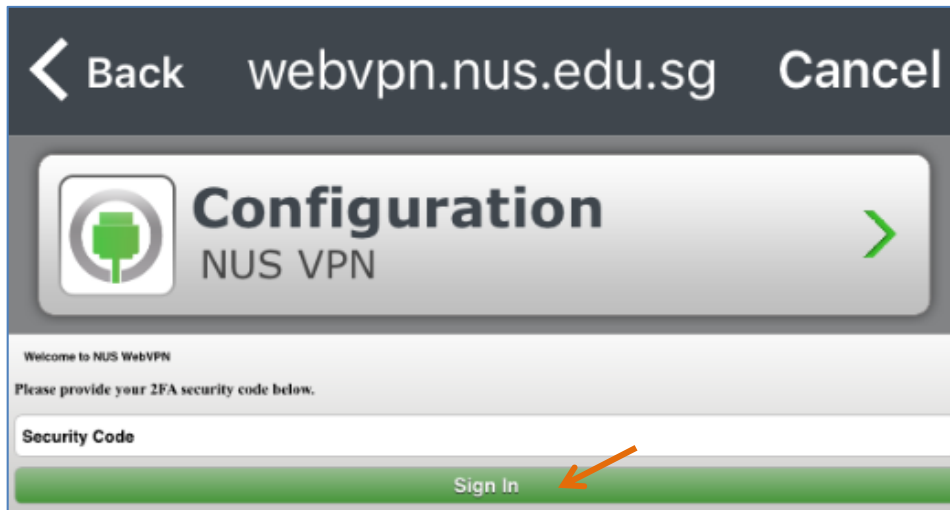 Back webvpn.nus.edu.sg Cancel
Configuration
NUS VPN
Welcome to NUS WebVPN
Please provide your 2FA security code below.
Security Code
Sign In